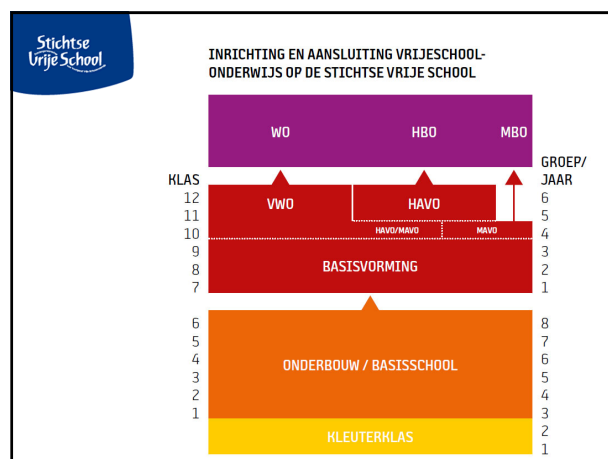 Stichtse
Vrije School
INRICHTING EN AANSLUITING VRIJESCHOOL-
ONDERWIJS OP DE STICHTSE VRIJE SCHOOL
WO HBO MBO
GROEP/
KLAS JAAR
12 VWO HAVO 6
11 5
10 HAVO/MAVO MAVO 4
9 3
8 BASISVORMING 2
7 1
6 8
5 7
4 ONDERBOUW / BASISSCHOOL 6
3 5
2 4
1 3
KLEUTERKLAS 2
1